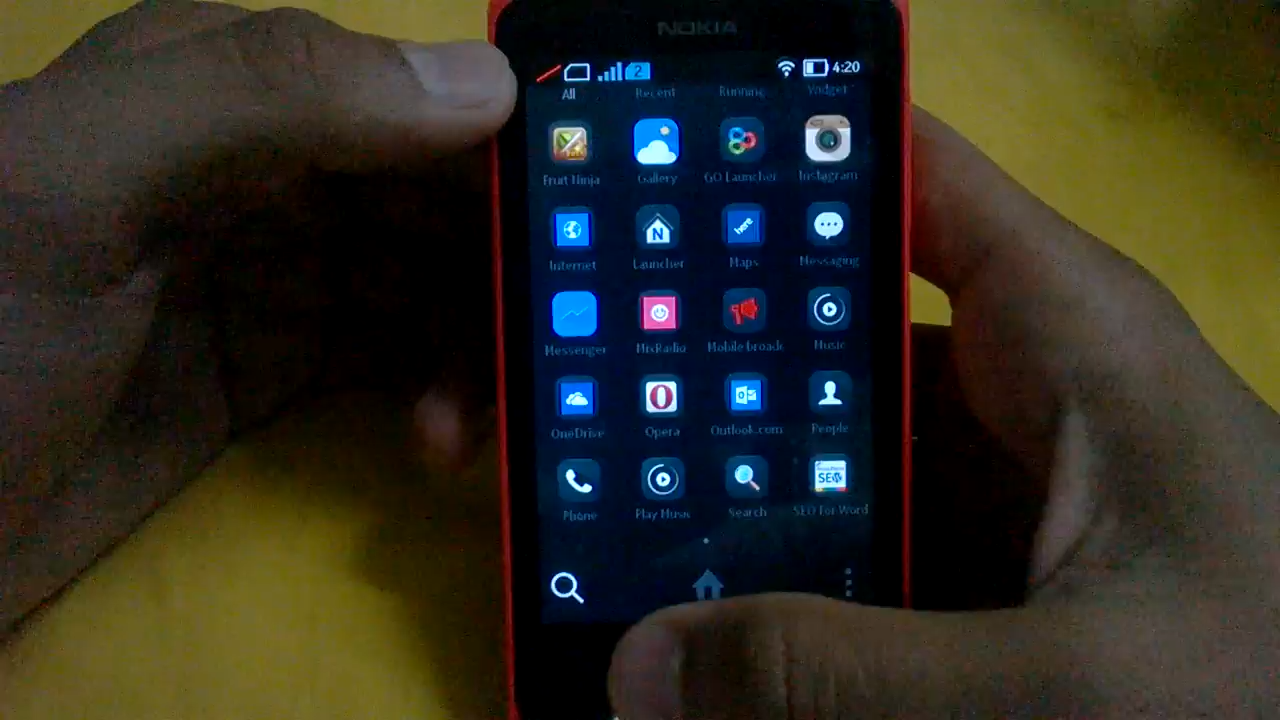 NOKIA
2 4:20
All Recent Running Widget
Fruit Ninja Gallery GO Launcher Instagram
here
N
Internet Launcher Maps Messaging
Messenger MixRadio Mobile broadc Music
O
OneDrive Opera Outlook.com People
SEO
Phone Play Music Search SEO For Word